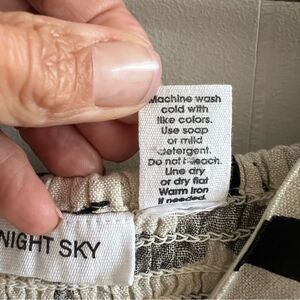 Machine wash
cold with
like colors.
Use soap
or mild
detergent.
Do not bleach.
Line dry
or dry flat
Warm Iron
if needed.
NIGHT SKY